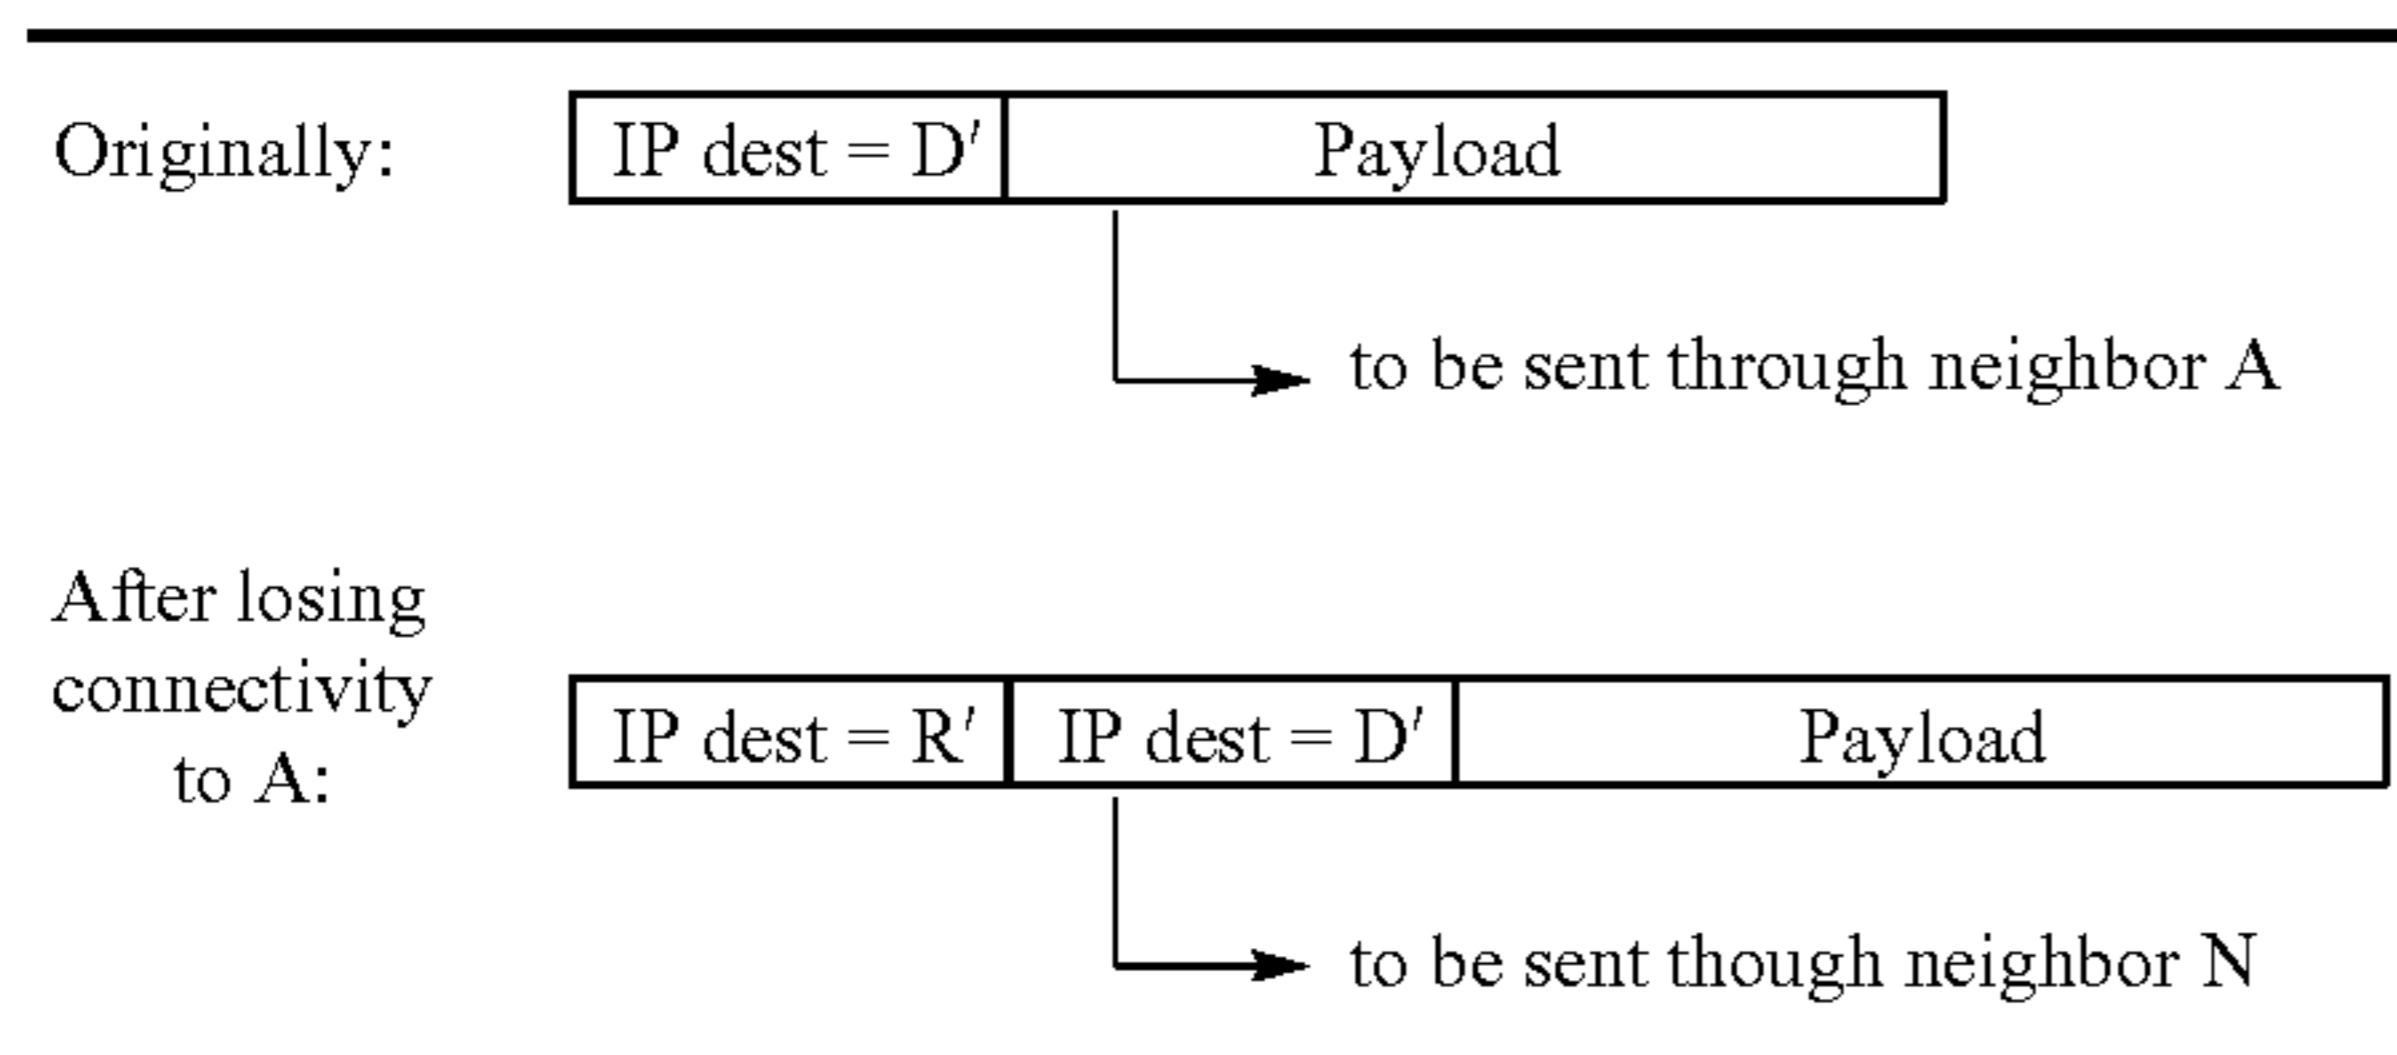 Originally:
IP dest = D′ Payload
to be sent through neighbor A
After losing
connectivity
to A:
IP dest = R′ IP dest = D′ Payload
to be sent though neighbor N